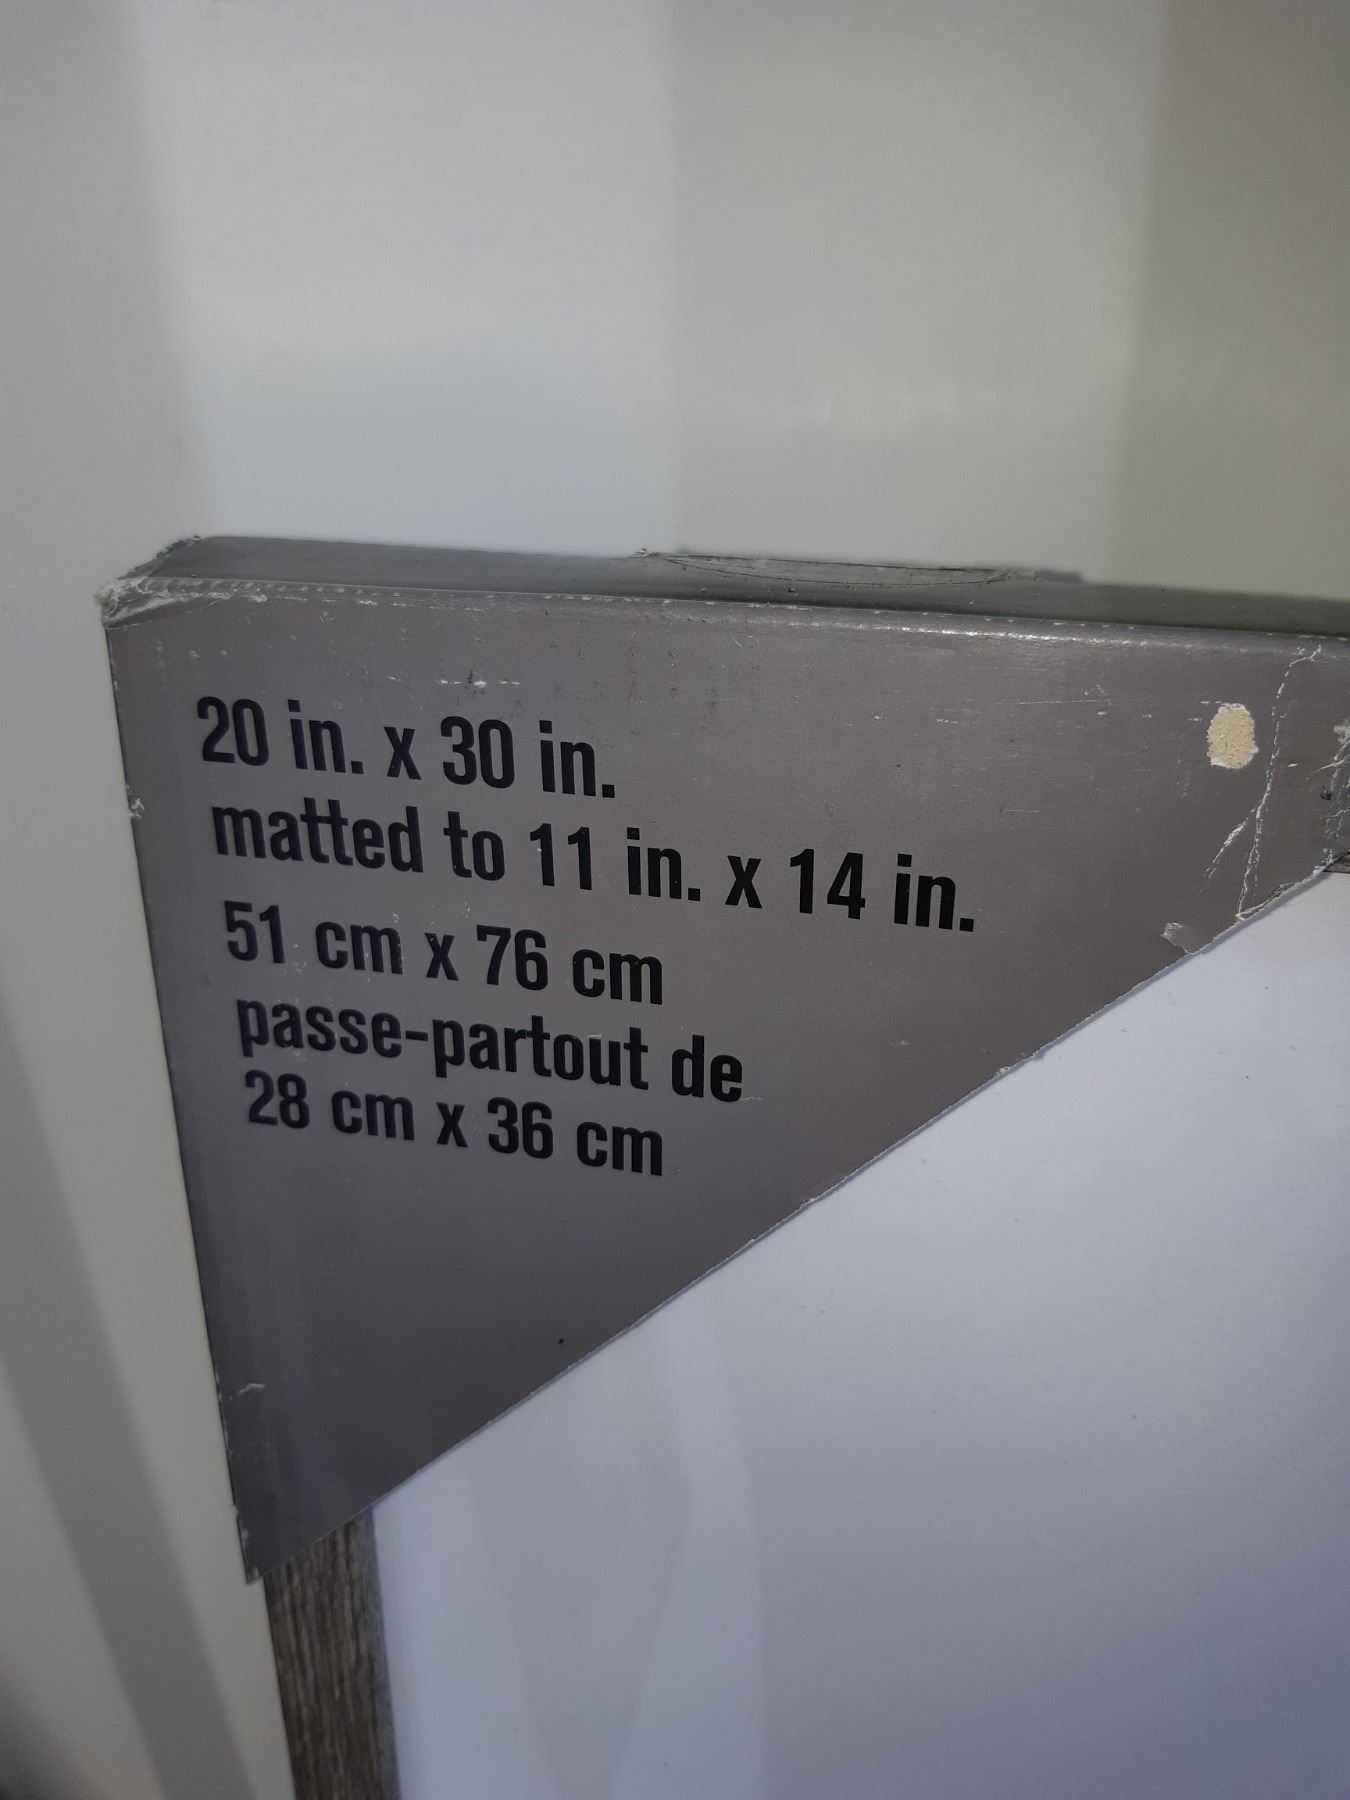 20 in. x 30 in.
matted to 11 in. x 14 in.
51 cm x 76 cm
passe-partout de
28 cm x 36 cm